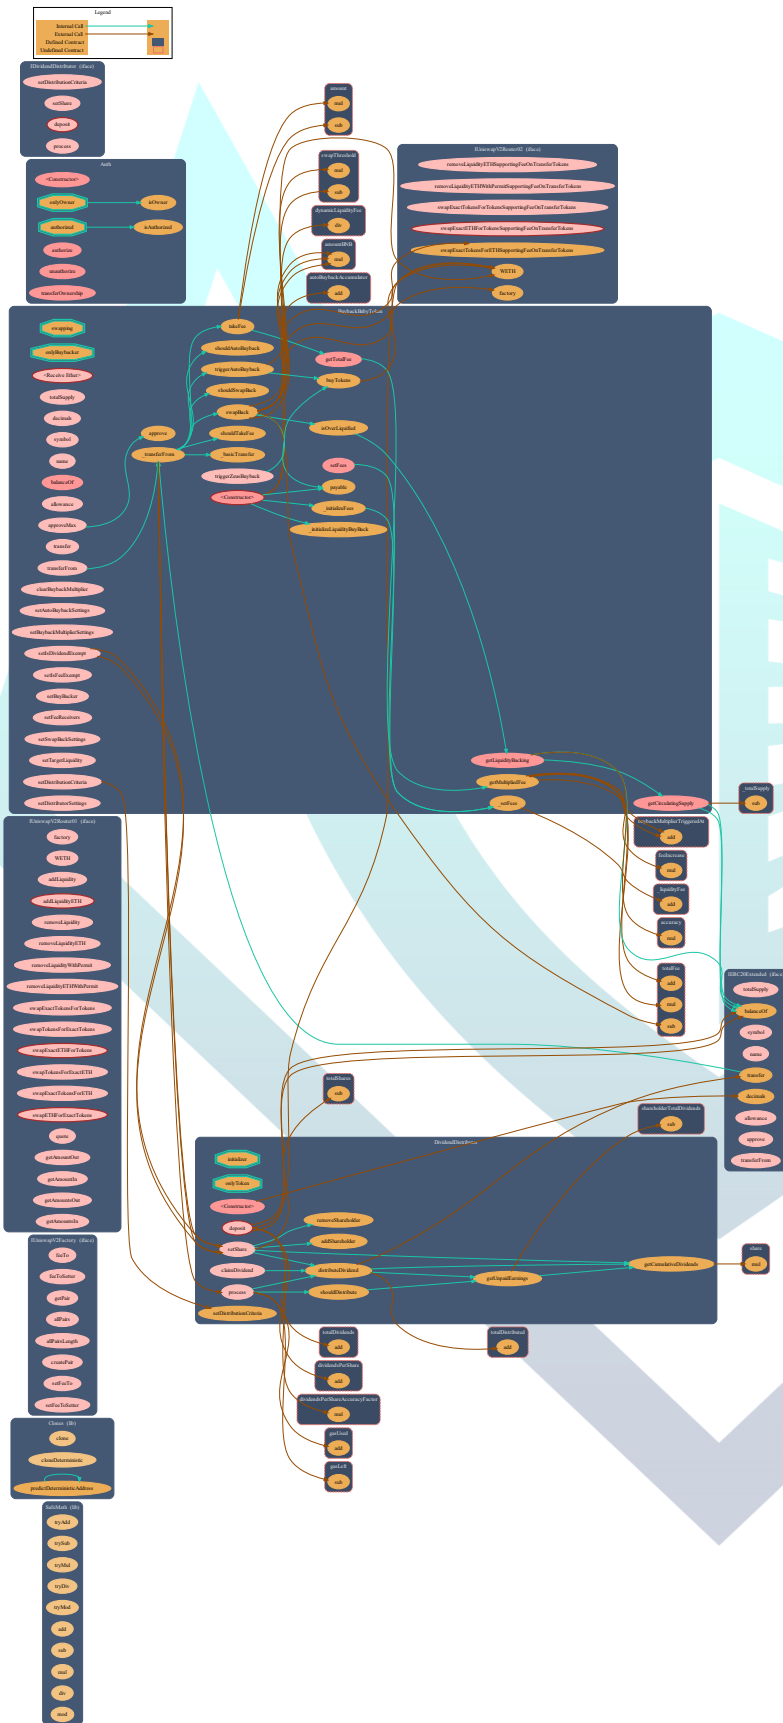 Legend
Internal Call
External Call
Defined Contract
Undefined Contract
IDividendDistributor (iface)
setDistributionCriteria
setShare
deposit
process
Auth
<Constructor>
onlyOwner
isOwner
authorized
isAuthorized
authorize
unauthorize
transferOwnership
amount
mul
sub
swapThreshold
mul
sub
dynamicLiquidityFee
div
amountBNB
mul
autoBuybackAccumulator
add
IUniswapV2Router02 (iface)
removeLiquidityETHSupportingFeeOnTransferTokens
removeLiquidityETHWithPermitSupportingFeeOnTransferTokens
swapExactTokensForTokensSupportingFeeOnTransferTokens
swapExactETHForTokensSupportingFeeOnTransferTokens
swapExactTokensForETHSupportingFeeOnTransferTokens
WETH
factory
BuybackBabyToken
swapping
onlyBuybacker
<Receive Ether>
totalSupply
decimals
symbol
name
balanceOf
allowance
approveMax
transfer
transferFrom
clearBuybackMultiplier
setAutoBuybackSettings
setBuybackMultiplierSettings
setIsDividendExempt
setIsFeeExempt
setBuyBacker
setFeeReceivers
setSwapBackSettings
setTargetLiquidity
setDistributionCriteria
setDistributorSettings
approve
_transferFrom
takeFee
shouldAutoBuyback
triggerAutoBuyback
shouldSwapBack
swapBack
shouldTakeFee
basicTransfer
triggerZeusBuyback
<Constructor>
getTotalFee
buyTokens
isOverLiquified
setFees
payable
_initializeFees
_initializeLiquidityBuyBack
getLiquidityBacking
getMultipliedFee
_setFees
getCirculatingSupply
_totalSupply
sub
buybackMultiplierTriggeredAt
add
feeIncrease
mul
liquidityFee
add
accuracy
mul
totalFee
add
mul
sub
IERC20Extended (iface)
totalSupply
balanceOf
symbol
name
transfer
decimals
allowance
approve
transferFrom
IUniswapV2Router01 (iface)
factory
WETH
addLiquidity
addLiquidityETH
removeLiquidity
removeLiquidityETH
removeLiquidityWithPermit
removeLiquidityETHWithPermit
swapExactTokensForTokens
swapTokensForExactTokens
swapExactETHForTokens
swapTokensForExactETH
swapExactTokensForETH
swapETHForExactTokens
quote
getAmountOut
getAmountIn
getAmountsOut
getAmountsIn
totalShares
sub
shareholderTotalDividends
sub
DividendDistributor
initializer
onlyToken
<Constructor>
deposit
setShare
claimDividend
process
setDistributionCriteria
removeShareholder
addShareholder
distributeDividend
shouldDistribute
getUnpaidEarnings
getCumulativeDividends
share
mul
IUniswapV2Factory (iface)
feeTo
feeToSetter
getPair
allPairs
allPairsLength
createPair
setFeeTo
setFeeToSetter
totalDividends
add
totalDistributed
add
dividendsPerShare
add
dividendsPerShareAccuracyFactor
mul
gasUsed
add
gasLeft
sub
Clones (lib)
clone
cloneDeterministic
predictDeterministicAddress
SafeMath (lib)
tryAdd
trySub
tryMul
tryDiv
tryMod
add
sub
mul
div
mod